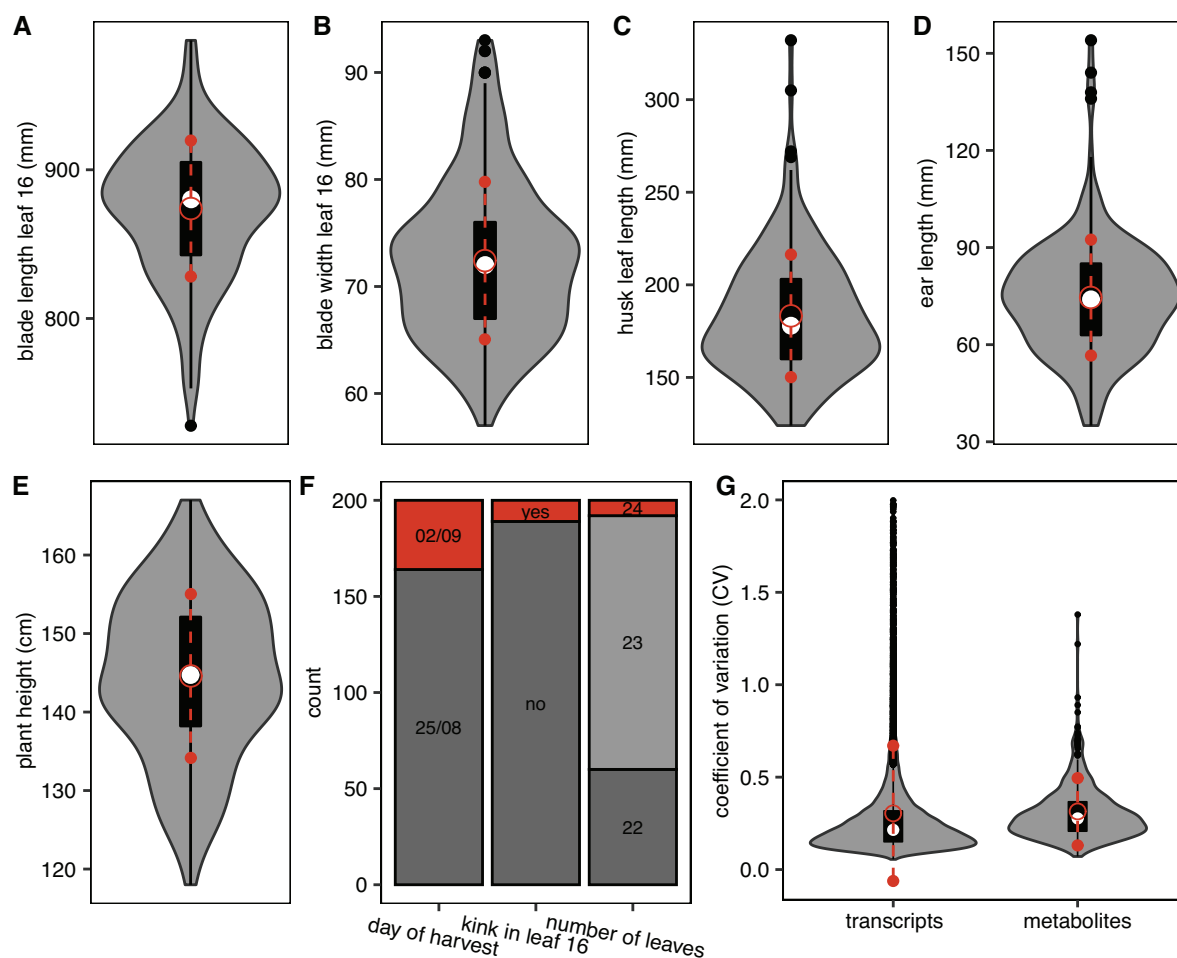 A
blade length leaf 16 (mm)
900
800
B
blade width leaf 16 (mm)
90
80
70
60
C
husk leaf length (mm)
300
250
200
150
D
ear length (mm)
150
120
90
60
30
E
plant height (cm)
160
150
140
130
120
F
count
200
150
100
50
0
02/09
25/08
yes
no
24
23
22
day of harvest
kink in leaf 16
number of leaves
G
coefficient of variation (CV)
2.0
1.5
1.0
0.5
0.0
transcripts
metabolites